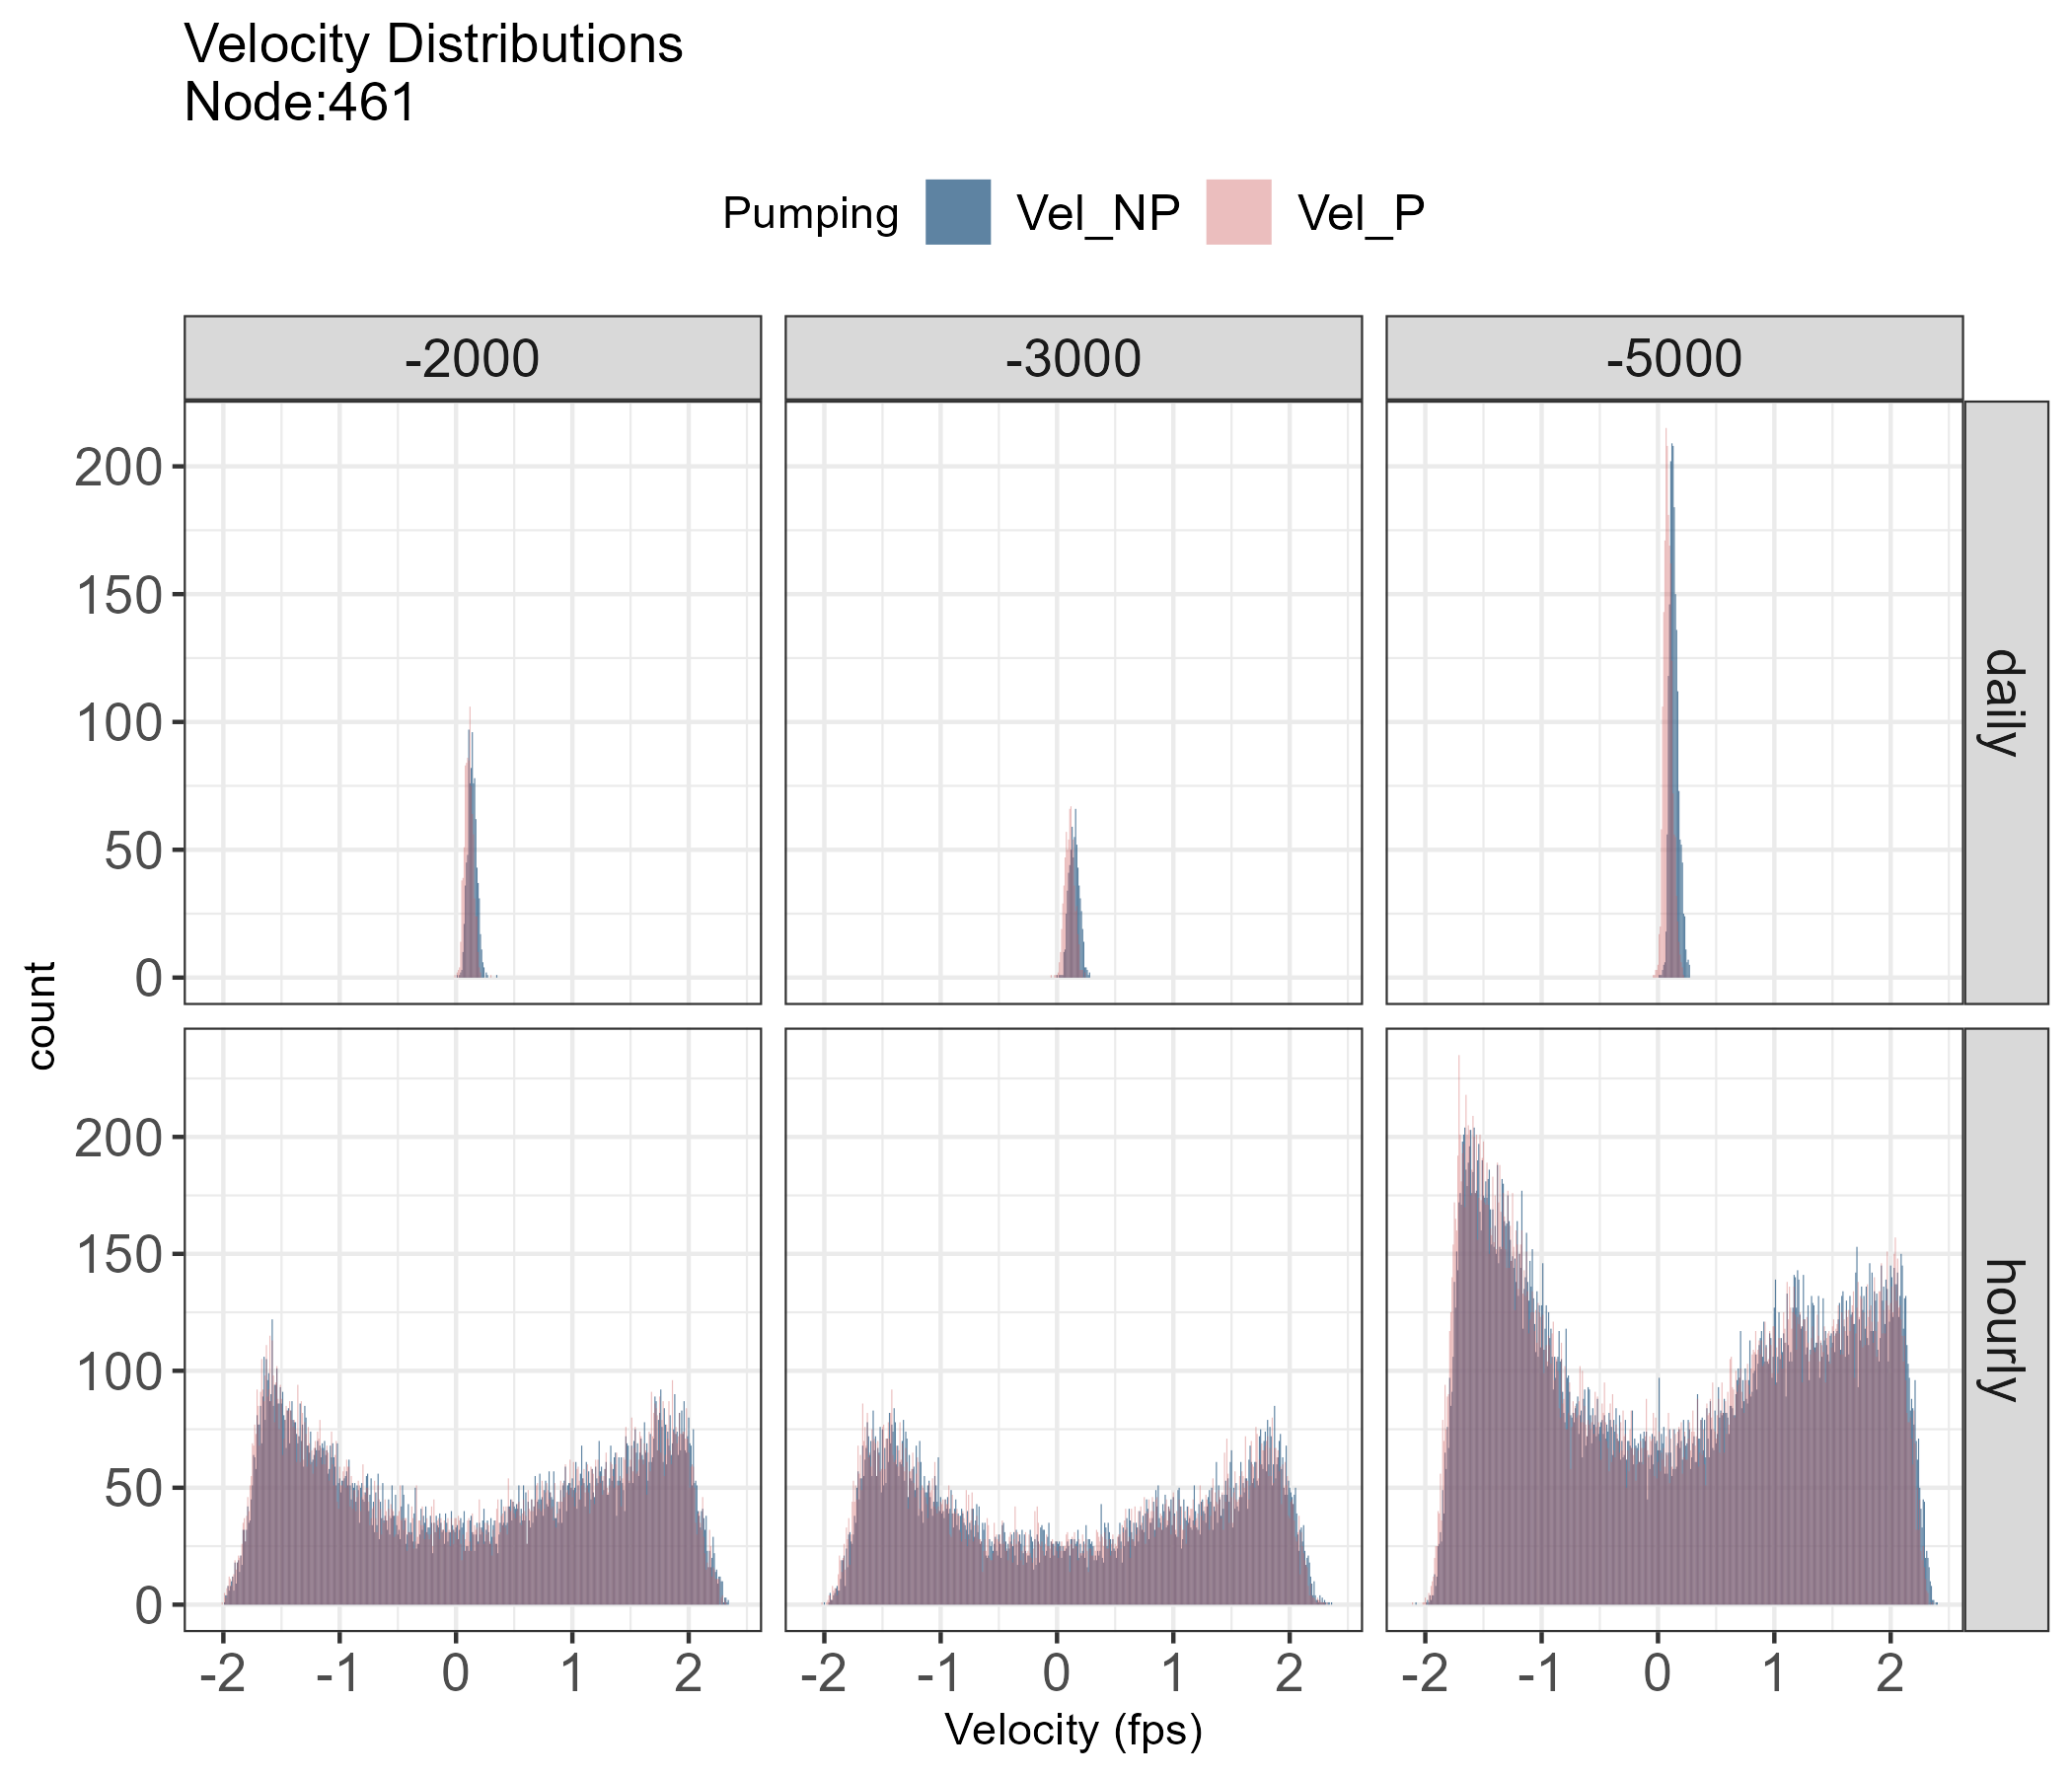 Velocity Distributions
Node:461
Pumping Vel_NP Vel_P
-2000 -3000 -5000
200
150
100
50
0
daily
count
200
150
100
50
0
hourly
-2 -1 0 1 2 -2 -1 0 1 2 -2 -1 0 1 2
Velocity (fps)